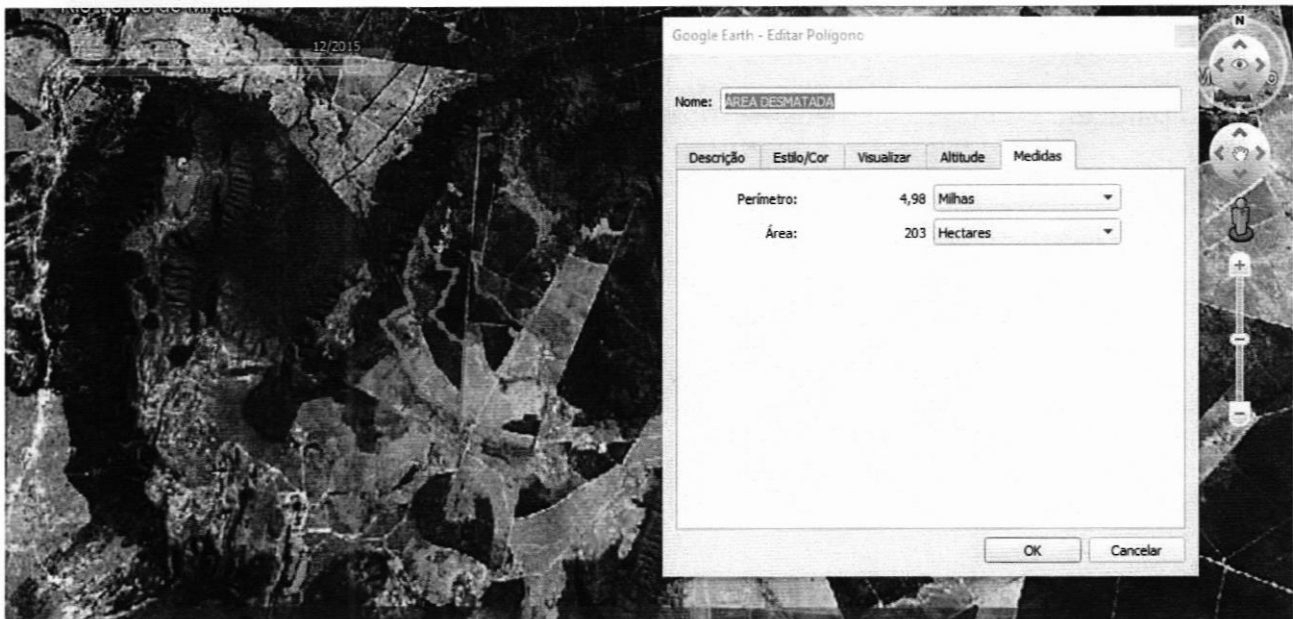 12/2015
Google Earth - Editar Polígono
N
Nome: ÁREA DESMATADA
Descrição Estilo/Cor Visualizar Altitude Medidas
Perímetro: 4,98 Milhas
Área: 203 Hectares
OK Cancelar